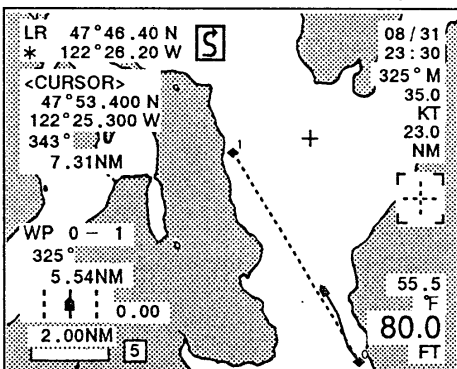 LR 47°46.40 N
* 122°26.20 W
<CURSOR>
47°53.400 N
122°25.300 W
343°
7.31NM
WP 0 – 1
325°
5.54NM
0.00
2.00NM
5
1
0
08/31
23:30
325°M
35.0
KT
23.0
NM
55.5
°F
80.0
FT